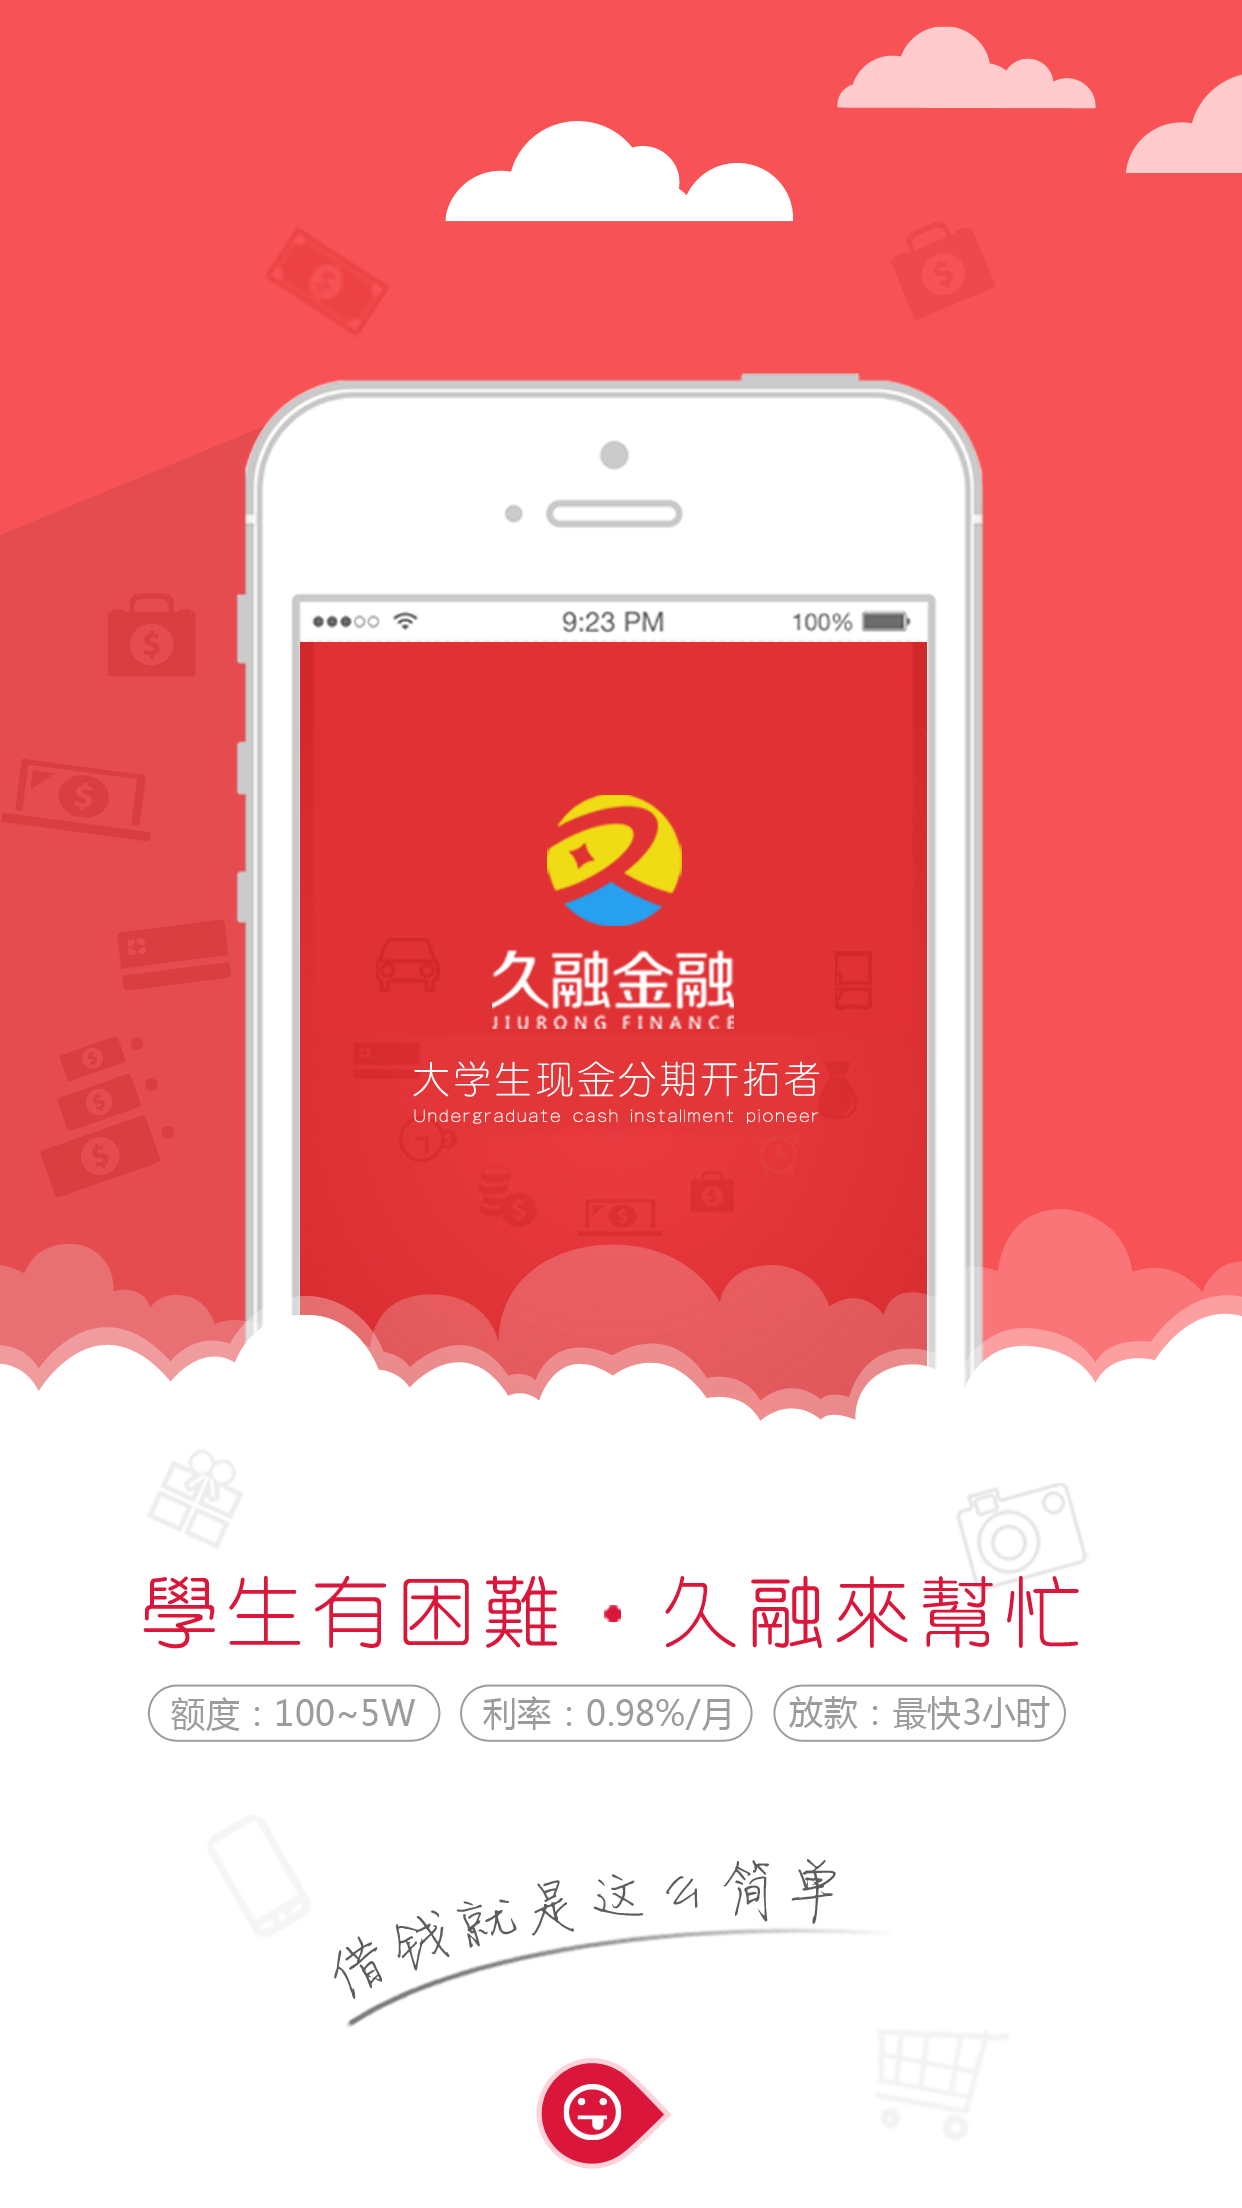 9:23 PM 100%
久融金融
JIURONG FINANCE
大学生现金分期开拓者
Undergraduate cash installment pioneer
學生有困難·久融來幫忙
额度：100~5W 利率：0.98%/月 放款：最快3小时
借钱就是这么简单